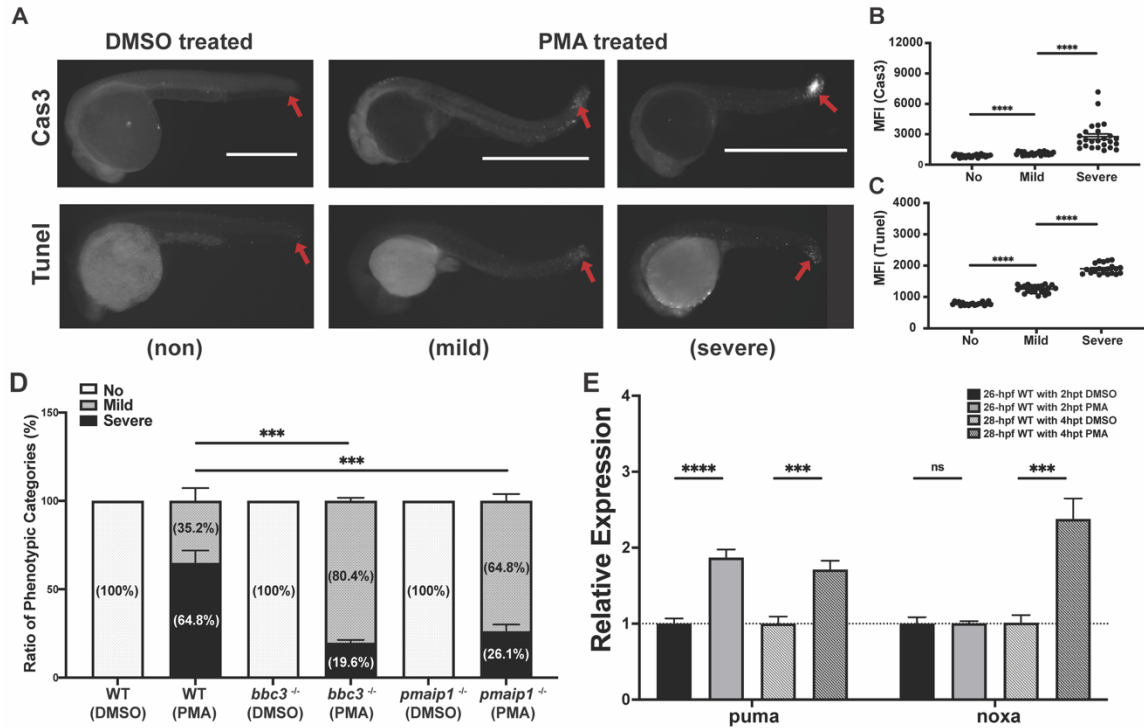 A
DMSO treated
PMA treated
Cas3
Tunel
(non)
(mild)
(severe)
B
****
****
MFI (Cas3)
12000
9000
6000
3000
0
No
Mild
Severe
C
****
****
MFI (Tunel)
4000
3000
2000
1000
0
No
Mild
Severe
D
No
Mild
Severe
Ratio of Phenotypic Categories (%)
150
100
50
0
***
***
(100%)
(35.2%)
(64.8%)
(100%)
(80.4%)
(19.6%)
(100%)
(64.8%)
(26.1%)
WT
(DMSO)
WT
(PMA)
bbc3 -/-
(DMSO)
bbc3 -/-
(PMA)
pmaip1 -/-
(DMSO)
pmaip1 -/-
(PMA)
E
26-hpf WT with 2hpt DMSO
26-hpf WT with 2hpt PMA
28-hpf WT with 4hpt DMSO
28-hpf WT with 4hpt PMA
Relative Expression
4
3
2
1
0
****
***
ns
***
puma
noxa